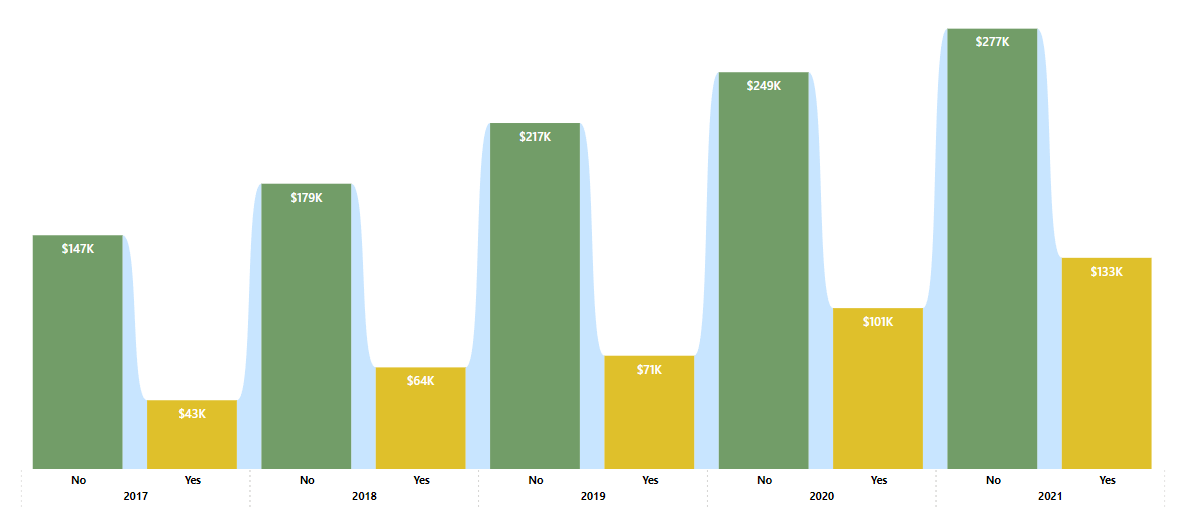 $277K
$249K
$217K
$179K
$147K
$133K
$101K
$71K
$64K
$43K
No Yes No Yes No Yes No Yes No Yes
2017 2018 2019 2020 2021